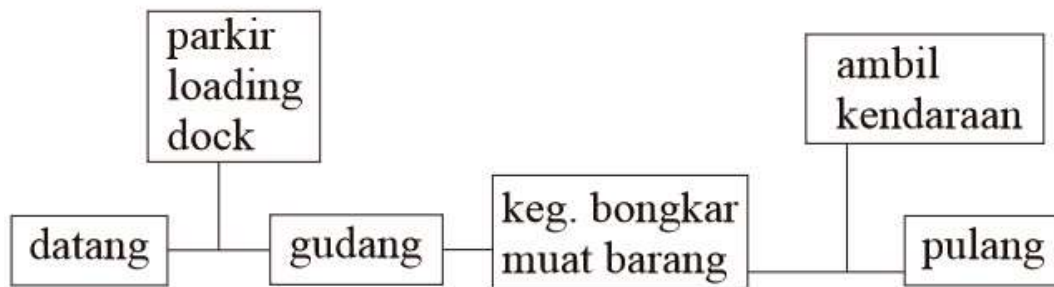 parkir
loading
dock
ambil
kendaraan
datang
gudang
keg. bongkar
muat barang
pulang